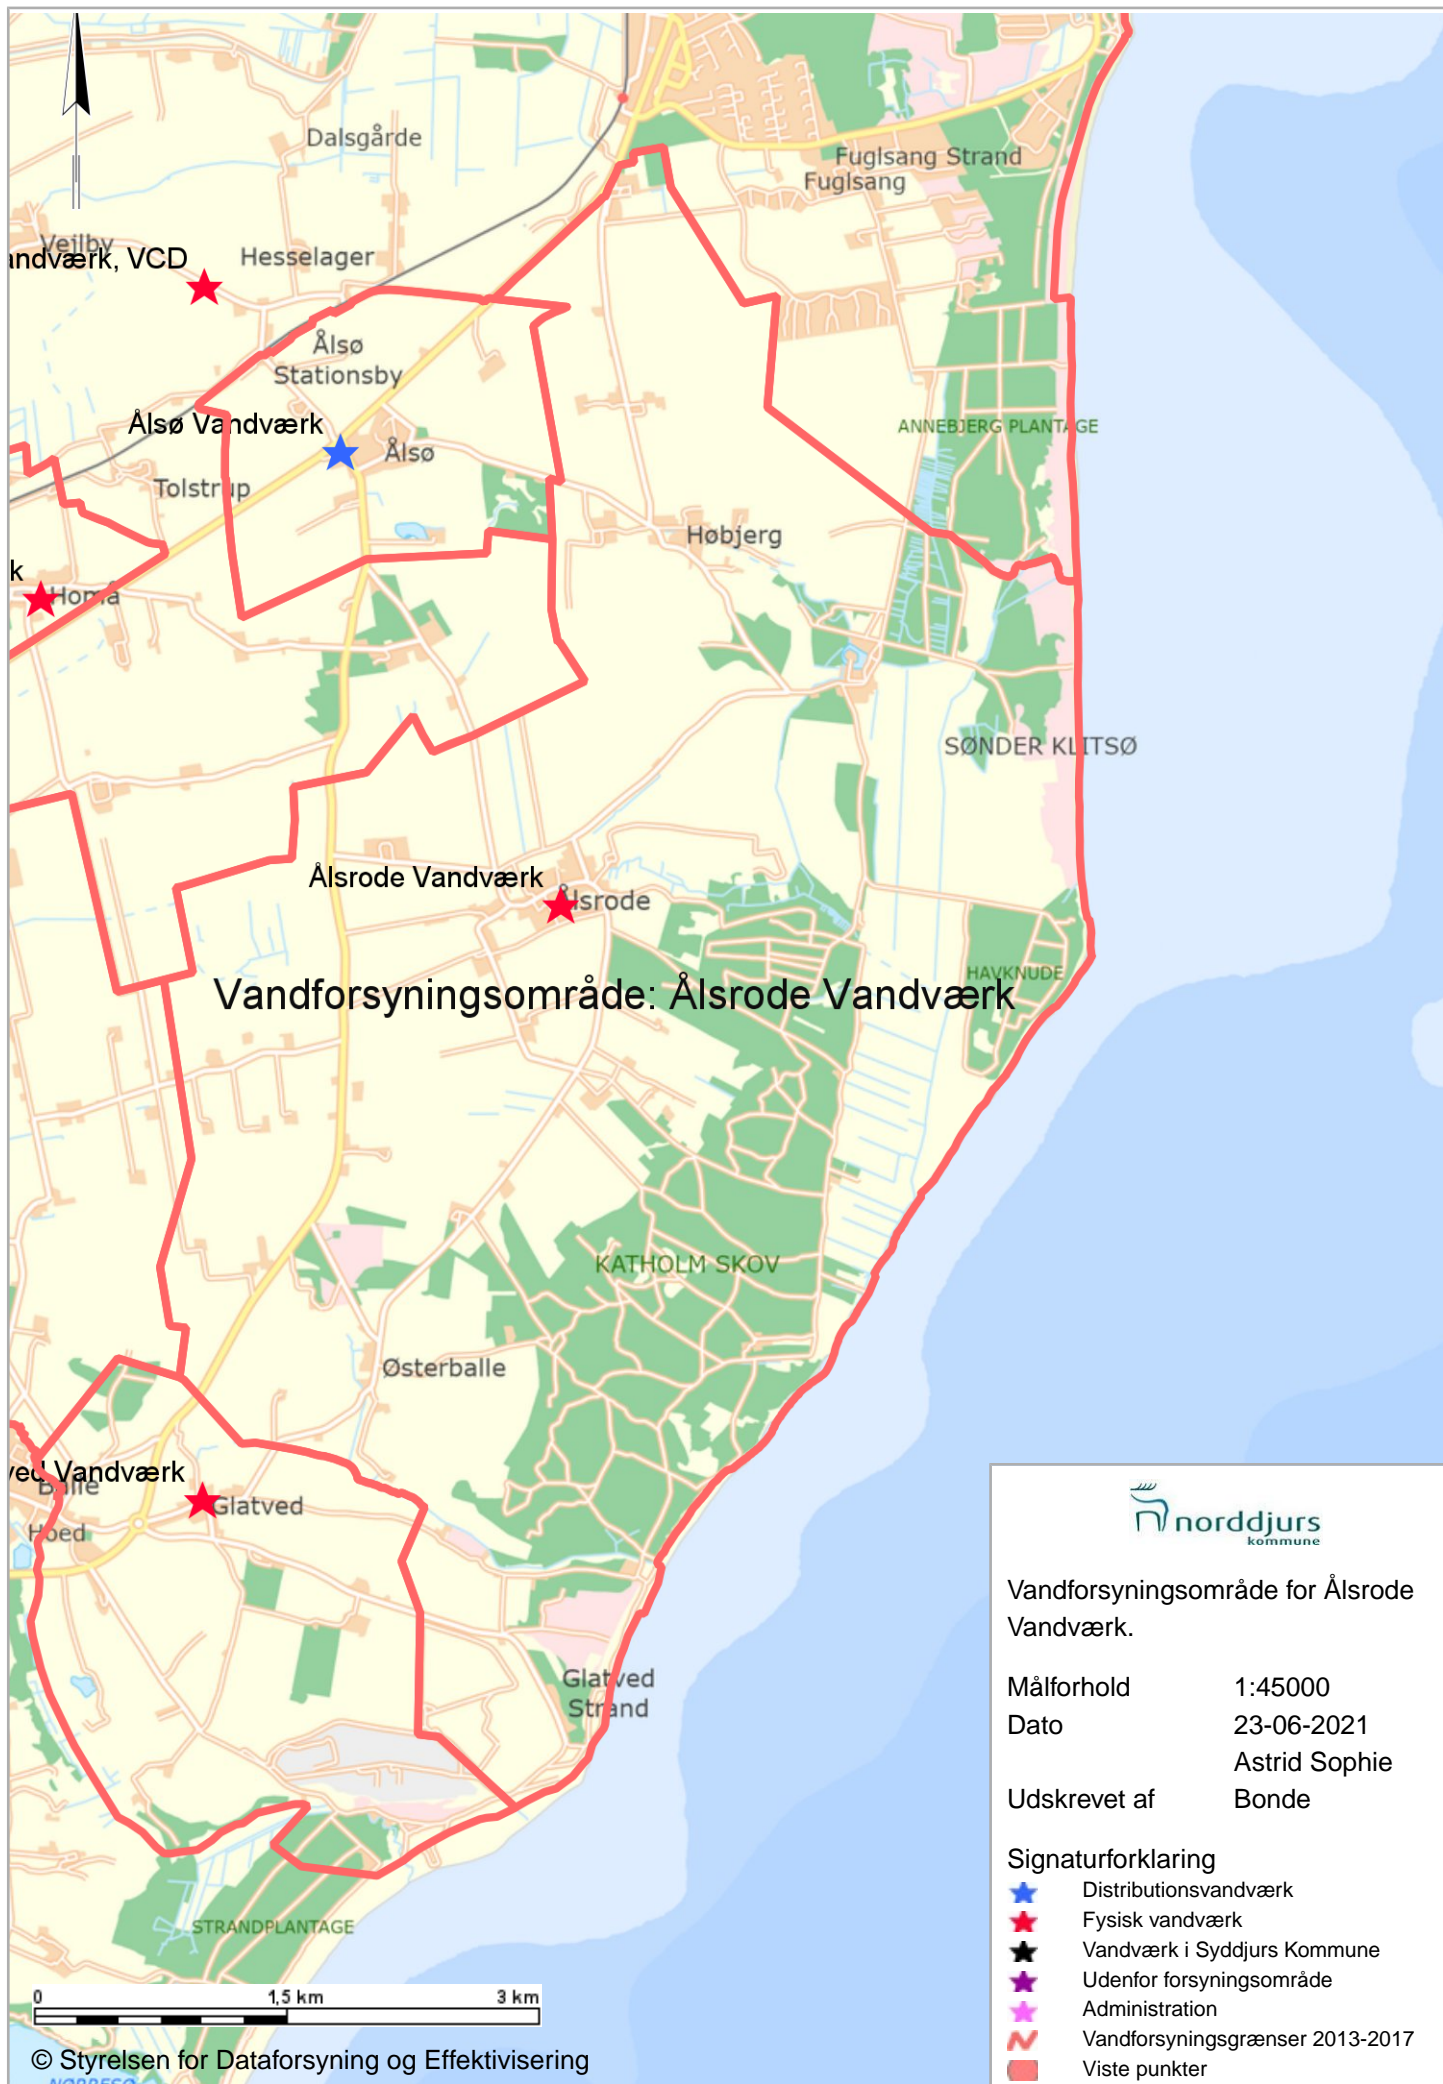 Dalsgårde
Fuglsang Strand
Fuglsang
Vejlby
andværk, VCD
Hesselager
Ålsø
Stationsby
Ålsø Vandværk
Ålsø
ANNEBJERG PLANTAGE
Tolstrup
Høbjerg
k
Homå
SØNDER KLITSØ
Ålsrode Vandværk
Ålsrode
HAVKNUDE
Vandforsyningsområde: Ålsrode Vandværk
KATHOLM SKOV
Østerballe
ved Vandværk
Balle
Glatved
Hoed
Glatved
Strand
STRANDPLANTAGE
0 1,5 km 3 km
© Styrelsen for Dataforsyning og Effektivisering
NØRRESØ
norddjurs
kommune
Vandforsyningsområde for Ålsrode
Vandværk.
Målforhold 1:45000
Dato 23-06-2021
Astrid Sophie
Udskrevet af Bonde
Signaturforklaring
Distributionsvandværk
Fysisk vandværk
Vandværk i Syddjurs Kommune
Udenfor forsyningsområde
Administration
Vandforsyningsgrænser 2013-2017
Viste punkter